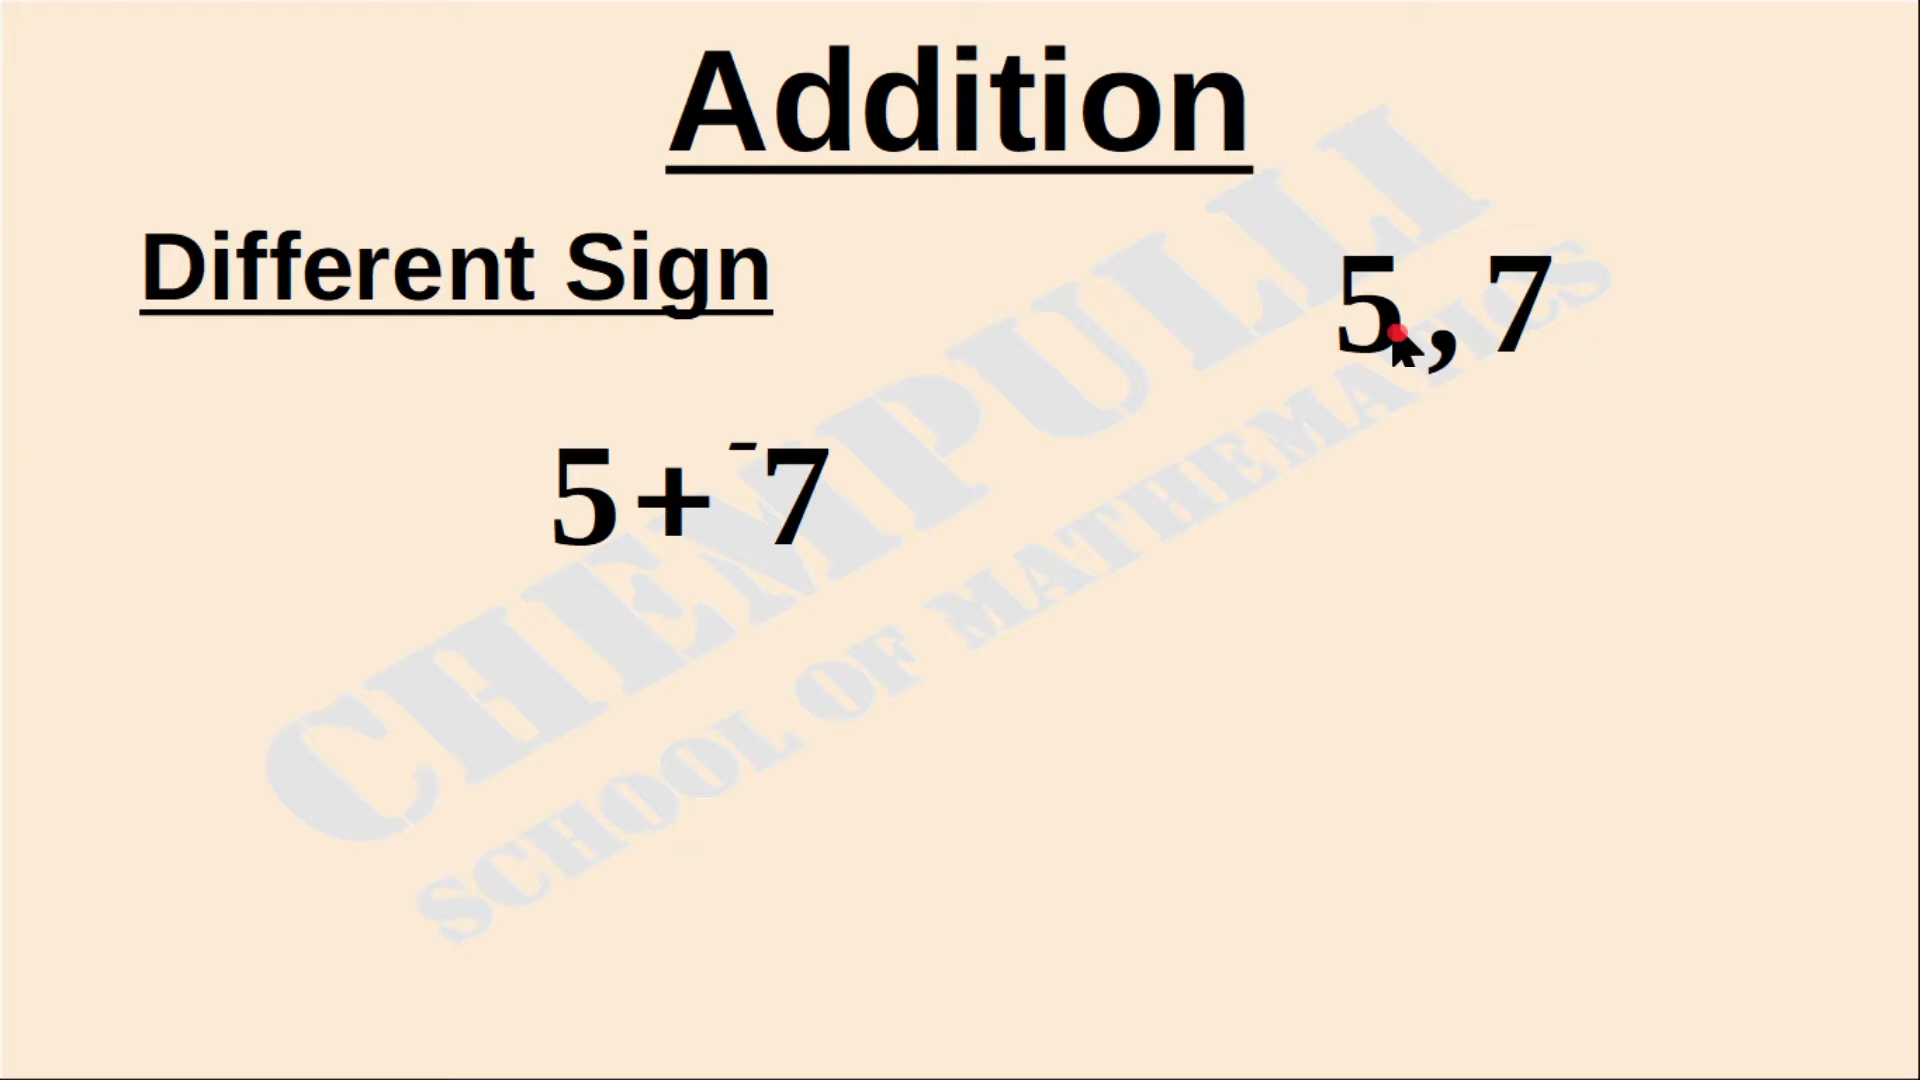 Addition
Different Sign
5,7
5+ ⁻7
CHEMPULLI
SCHOOL OF MATHEMATICS